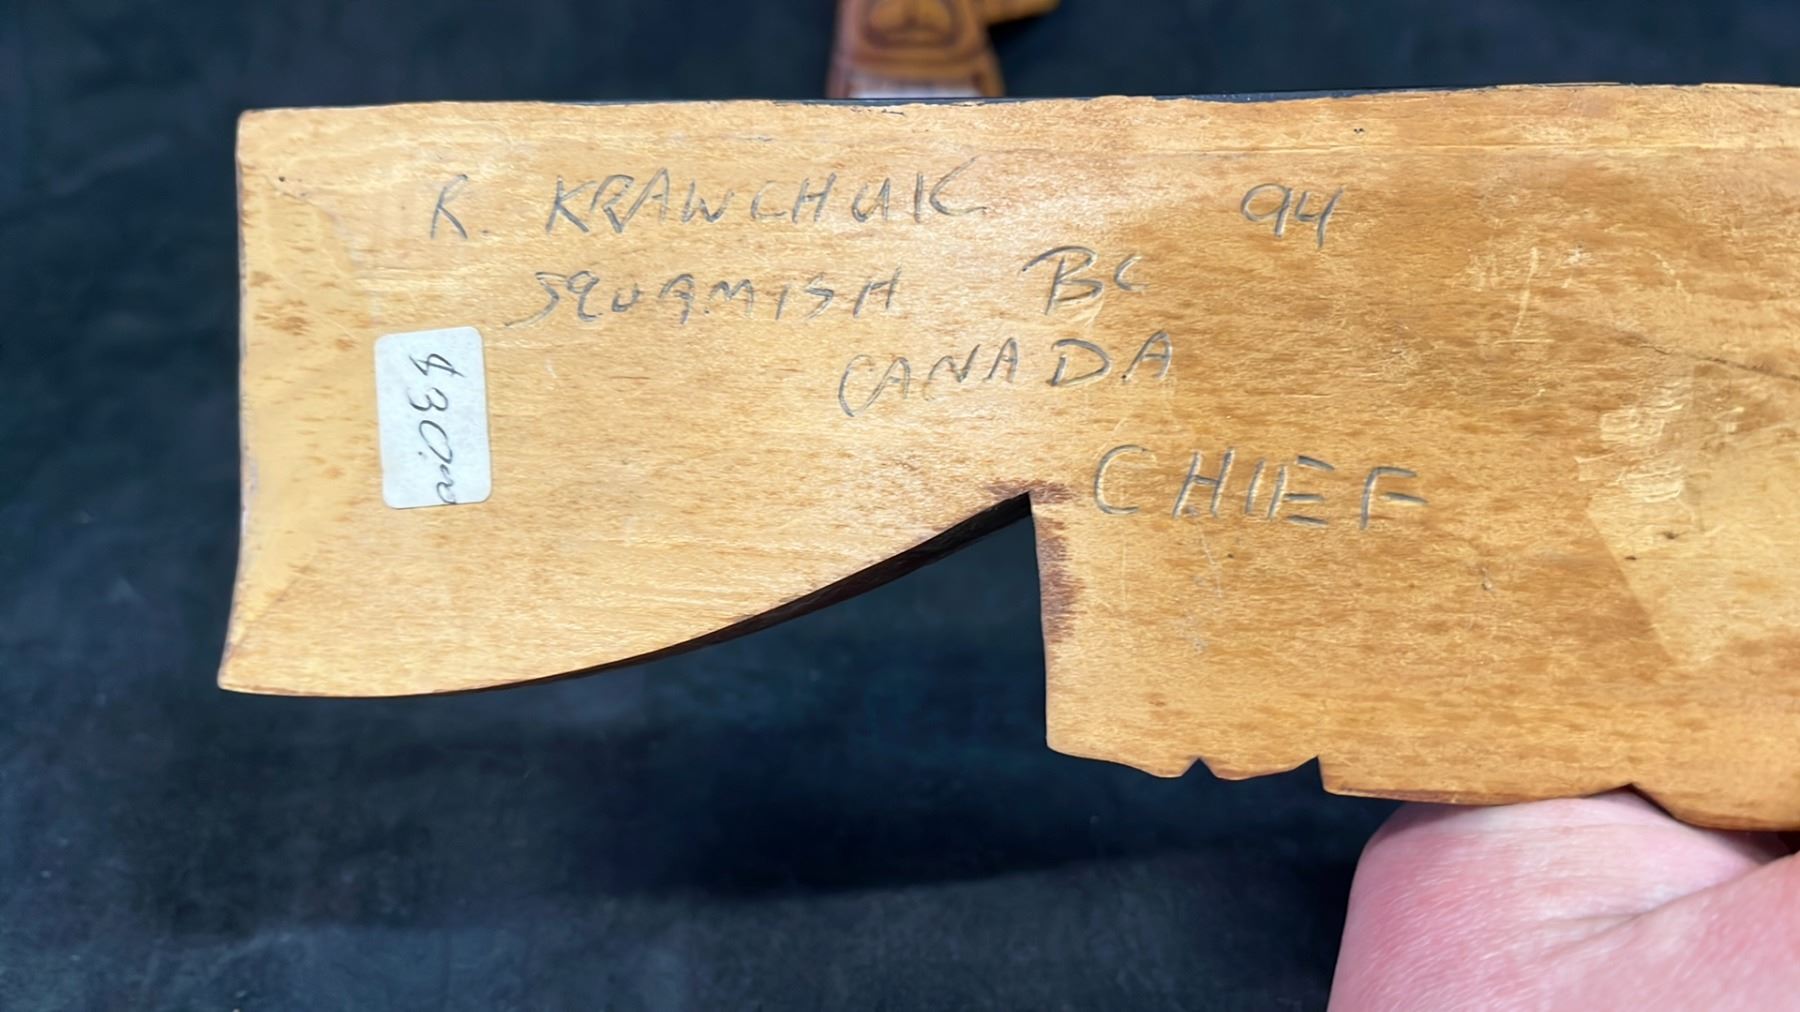 R. KRAWCHUK 94
SQUAMISH BC
CANADA
CHIEF
$30.00